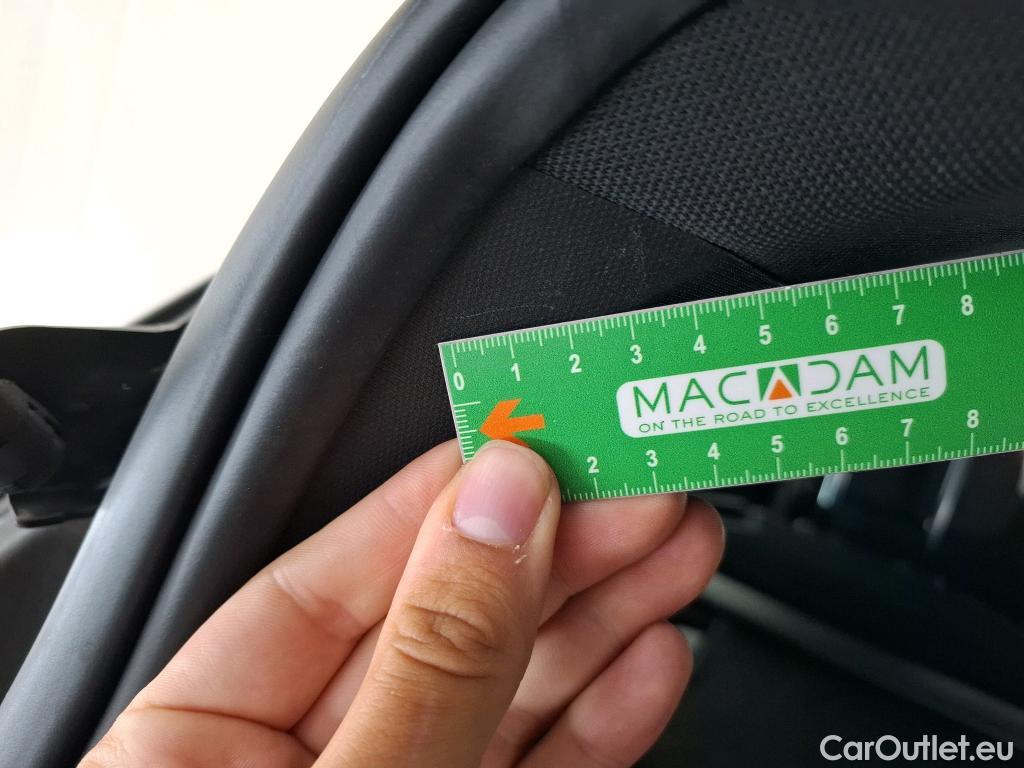 0 1 2 3 4 5 6 7 8
MACADAM
ON THE ROAD TO EXCELLENCE
2 3 4 5 6 7 8
CarOutlet.eu